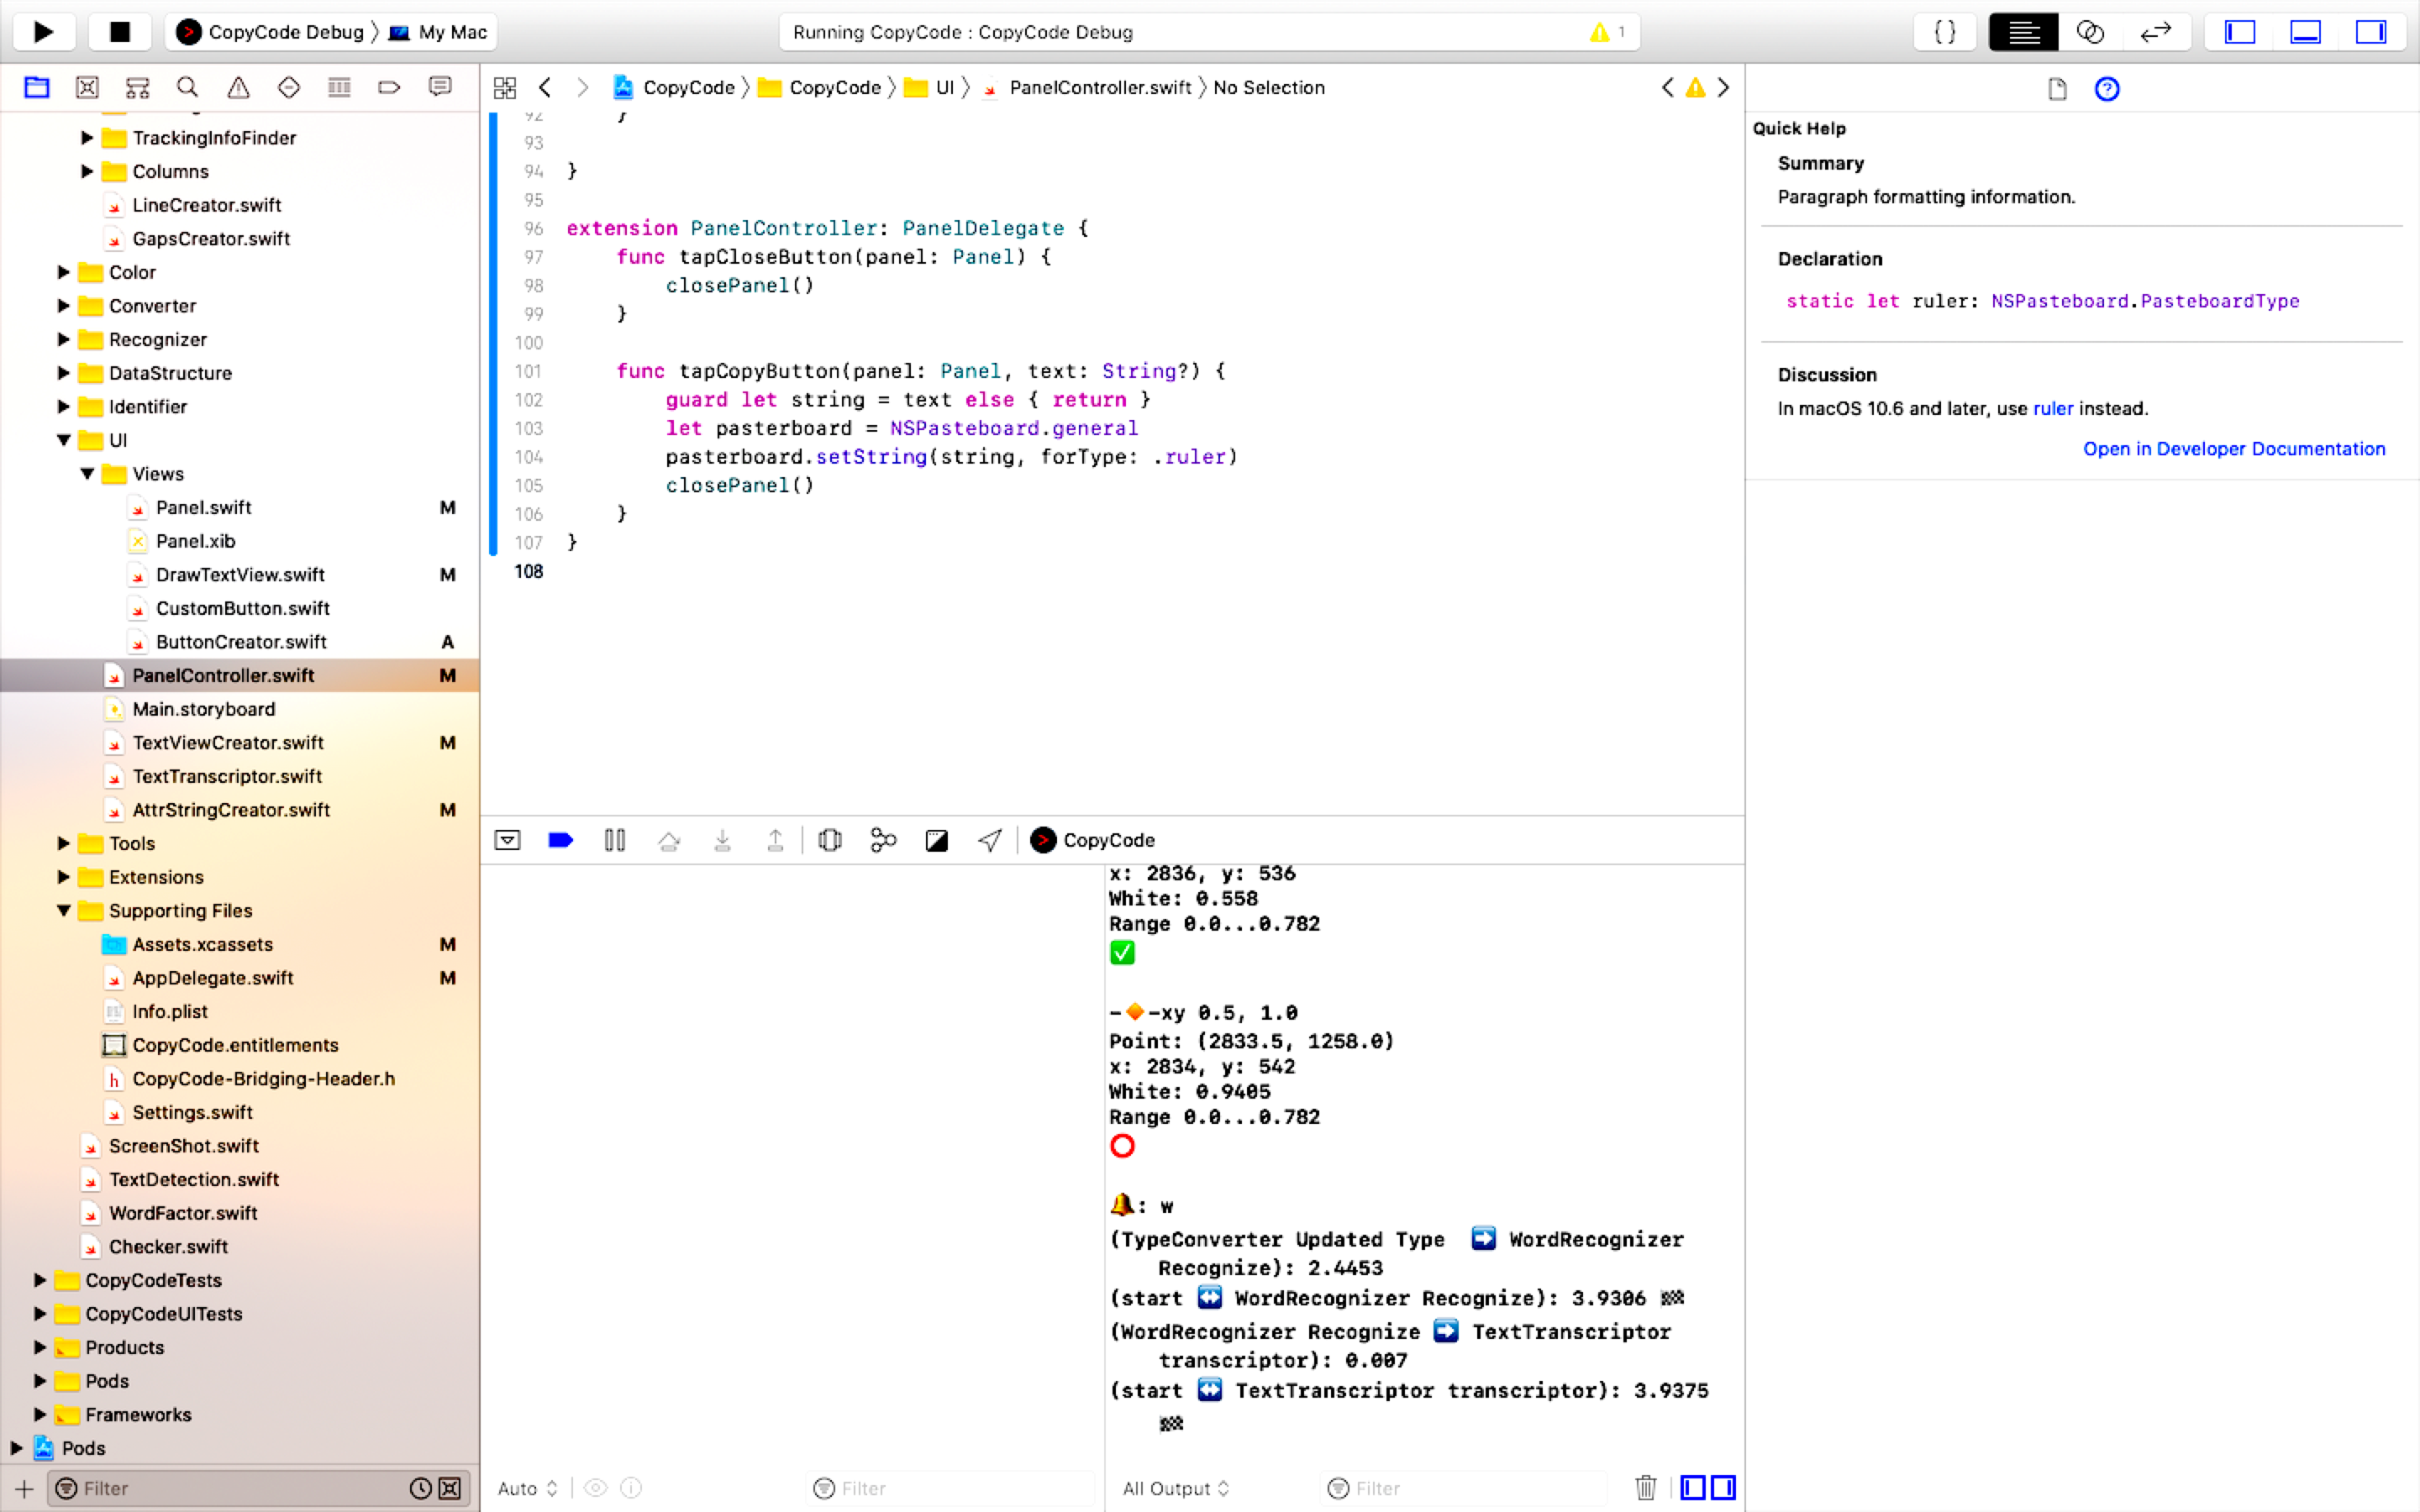 CopyCode Debug 〉 My Mac
Running CopyCode : CopyCode Debug
1
{}
TrackingInfoFinder
Columns
LineCreator.swift
GapsCreator.swift
Color
Converter
Recognizer
DataStructure
Identifier
UI
Views
Panel.swift M
Panel.xib
DrawTextView.swift M
CustomButton.swift
ButtonCreator.swift A
PanelController.swift M
Main.storyboard
TextViewCreator.swift M
TextTranscriptor.swift
AttrStringCreator.swift M
Tools
Extensions
Supporting Files
Assets.xcassets M
AppDelegate.swift M
Info.plist
CopyCode.entitlements
h CopyCode-Bridging-Header.h
Settings.swift
ScreenShot.swift
TextDetection.swift
WordFactor.swift
Checker.swift
CopyCodeTests
CopyCodeUITests
Products
Pods
Frameworks
Pods
Filter
CopyCode 〉 CopyCode 〉 UI 〉 PanelController.swift 〉 No Selection
92 }
93
94 }
95
96 extension PanelController: PanelDelegate {
97 func tapCloseButton(panel: Panel) {
98 closePanel()
99 }
100
101 func tapCopyButton(panel: Panel, text: String?) {
102 guard let string = text else { return }
103 let pasterboard = NSPasteboard.general
104 pasterboard.setString(string, forType: .ruler)
105 closePanel()
106 }
107 }
108
CopyCode
x: 2836, y: 536
White: 0.558
Range 0.0...0.782
✅
-🔸-xy 0.5, 1.0
Point: (2833.5, 1258.0)
x: 2834, y: 542
White: 0.9405
Range 0.0...0.782
⭕
🔔: w
(TypeConverter Updated Type ➡️ WordRecognizer
Recognize): 2.4453
(start ↔️ WordRecognizer Recognize): 3.9306 🏁
(WordRecognizer Recognize ➡️ TextTranscriptor
transcriptor): 0.007
(start ↔️ TextTranscriptor transcriptor): 3.9375
🏁
Auto
Filter
All Output
Filter
Quick Help
Summary
Paragraph formatting information.
Declaration
static let ruler: NSPasteboard.PasteboardType
Discussion
In macOS 10.6 and later, use ruler instead.
Open in Developer Documentation